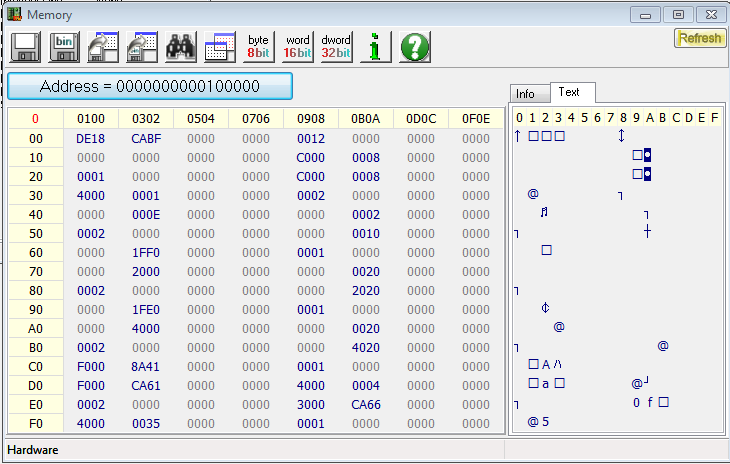 Memory
bin
byte 8bit
word 16bit
dword 32bit
Refresh
Address = 0000000000100000
Info Text
0 0100 0302 0504 0706 0908 0B0A 0D0C 0F0E
00 DE18 CABF 0000 0000 0012 0000 0000 0000
10 0000 0000 0000 0000 C000 0008 0000 0000
20 0001 0000 0000 0000 C000 0008 0000 0000
30 4000 0001 0000 0000 0002 0000 0000 0000
40 0000 000E 0000 0000 0000 0002 0000 0000
50 0002 0000 0000 0000 0000 0010 0000 0000
60 0000 1FF0 0000 0000 0001 0000 0000 0000
70 0000 2000 0000 0000 0000 0020 0000 0000
80 0002 0000 0000 0000 0000 2020 0000 0000
90 0000 1FE0 0000 0000 0001 0000 0000 0000
A0 0000 4000 0000 0000 0000 0020 0000 0000
B0 0002 0000 0000 0000 0000 4020 0000 0000
C0 F000 8A41 0000 0000 0001 0000 0000 0000
D0 F000 CA61 0000 0000 4000 0004 0000 0000
E0 0002 0000 0000 0000 3000 CA66 0000 0000
F0 4000 0035 0000 0000 0001 0000 0000 0000
0 1 2 3 4 5 6 7 8 9 A B C D E F
↑ □ □ □ ↕
□ ◘
□ ◘
@ ┐
♬ ┐
┐ ┼
□
┐
¢
@
┐ @
□ A /\
□ a □ @ ┘
┐ 0 f □
@ 5
Hardware